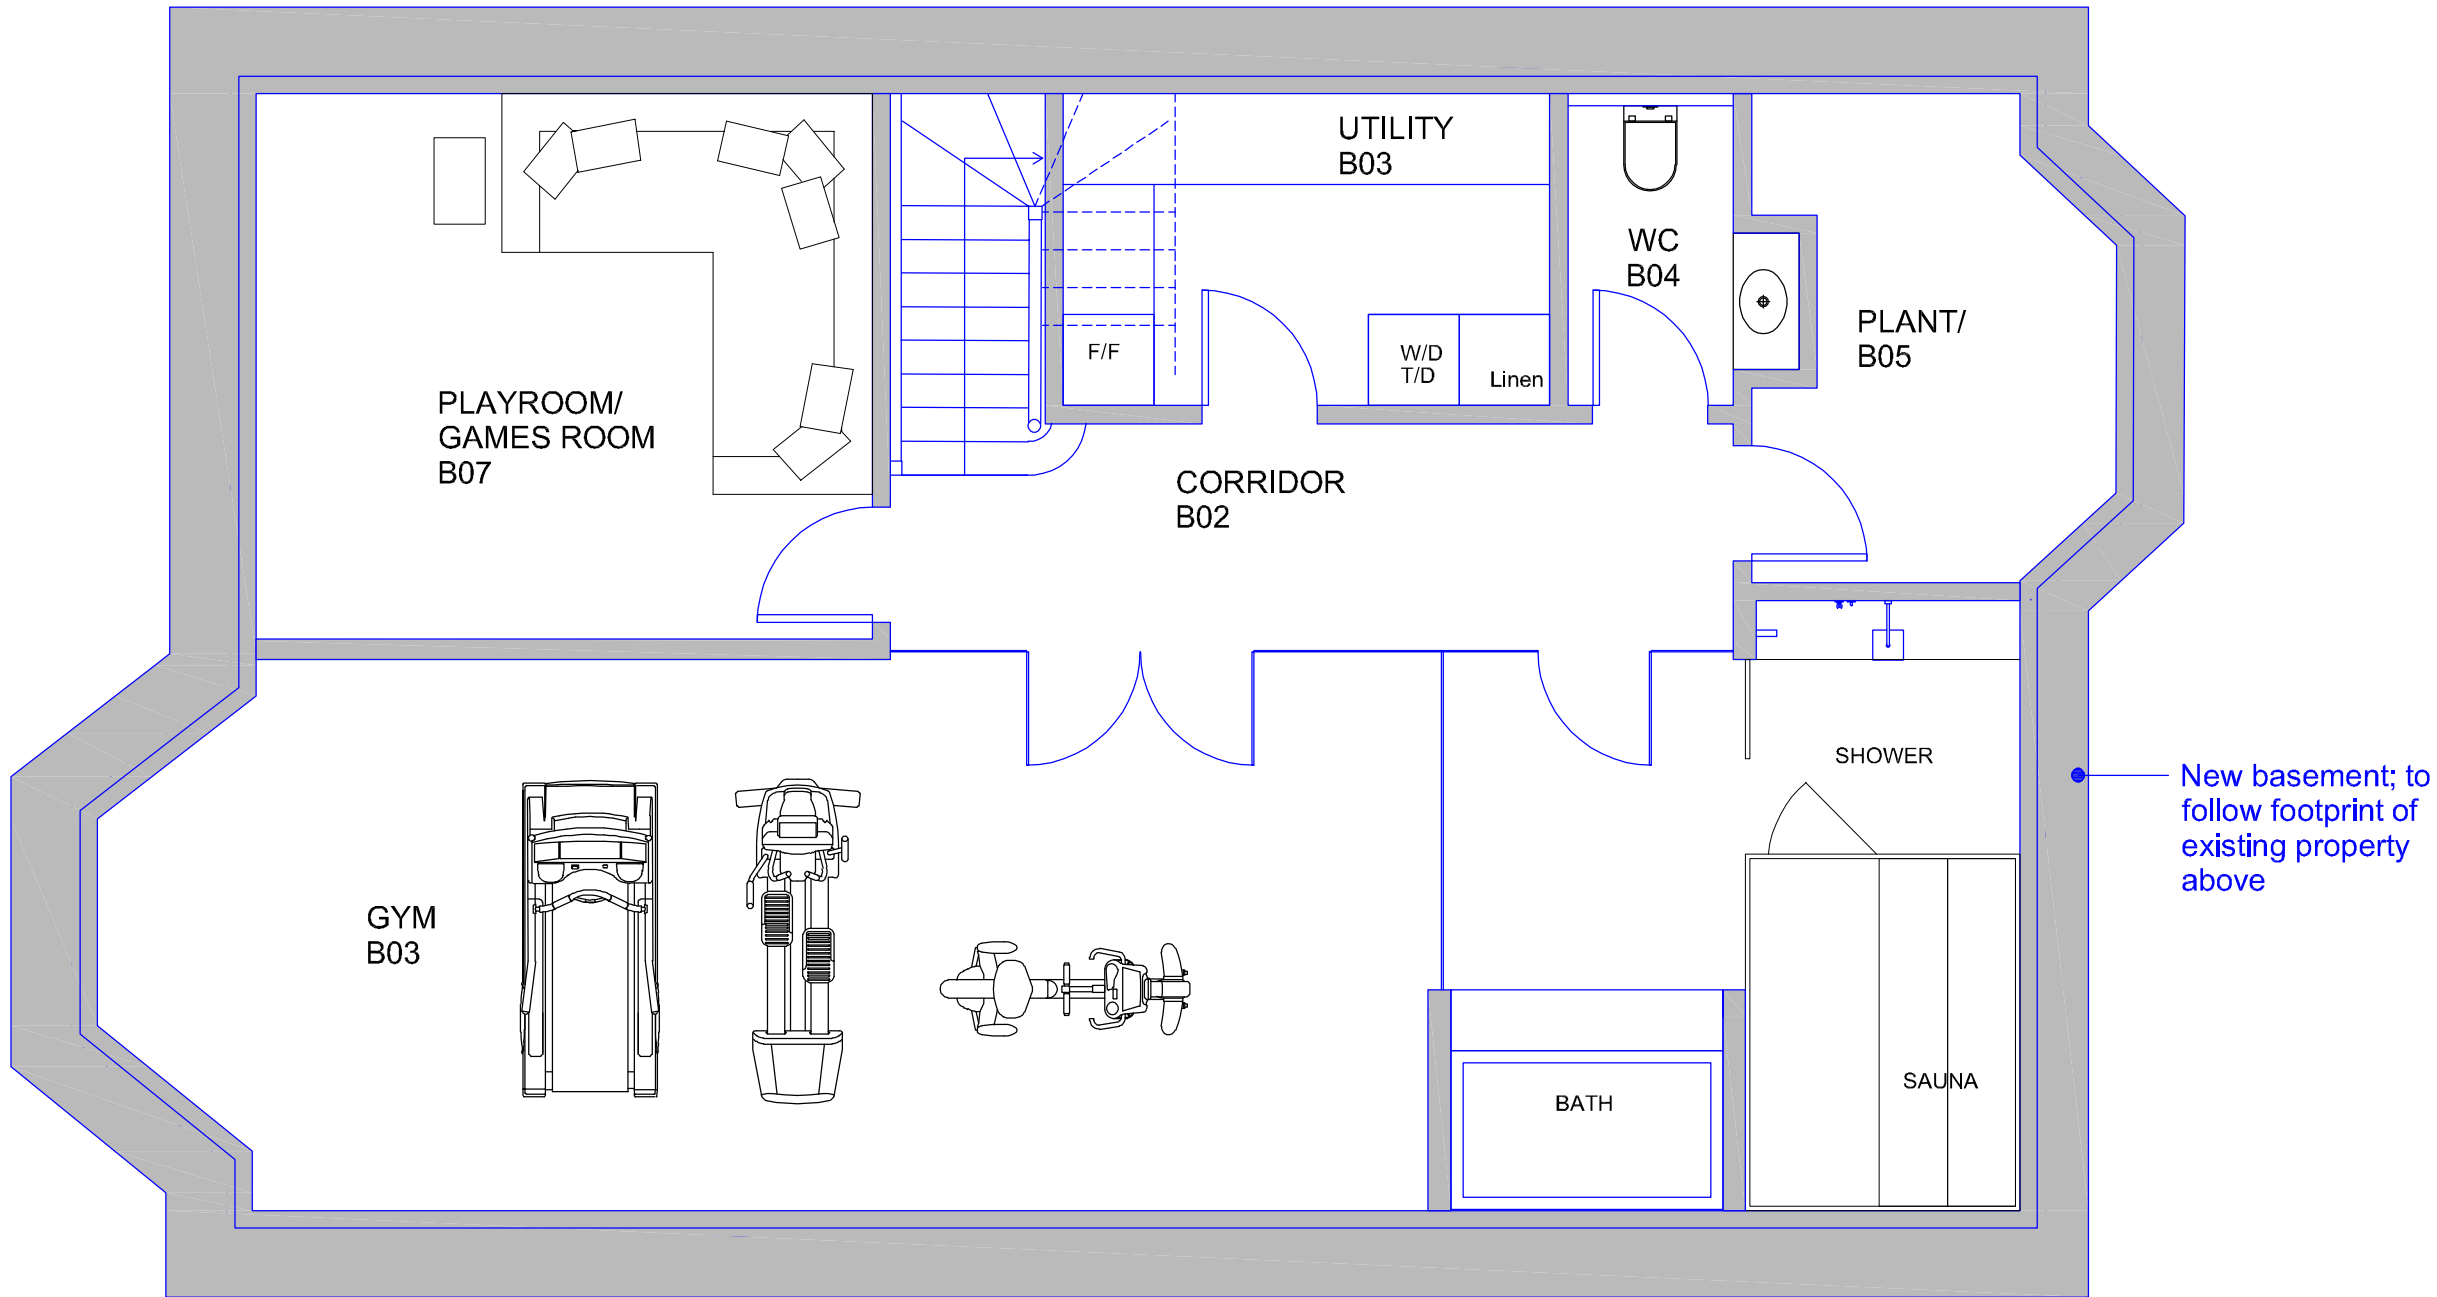 UTILITY
B03
WC
B04
PLANT/
B05
F/F
W/D
T/D
Linen
PLAYROOM/
GAMES ROOM
B07
CORRIDOR
B02
SHOWER
New basement; to
follow footprint of
existing property
above
GYM
B03
SAUNA
BATH